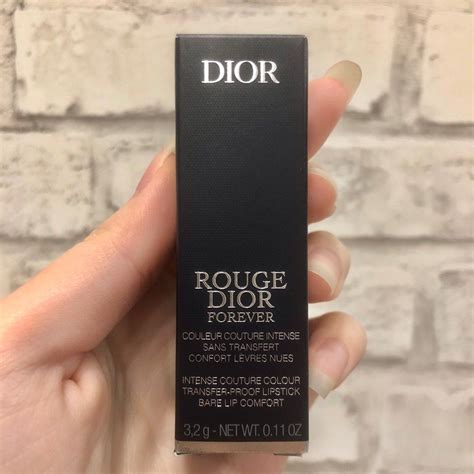 DIOR
ROUGE
DIOR
FOREVER
COULEUR COUTURE INTENSE
SANS TRANSFERT
CONFORT LÈVRES NUES
INTENSE COUTURE COLOUR
TRANSFER-PROOF LIPSTICK
BARE LIP COMFORT
3,2 g - NET WT. 0.11 OZ